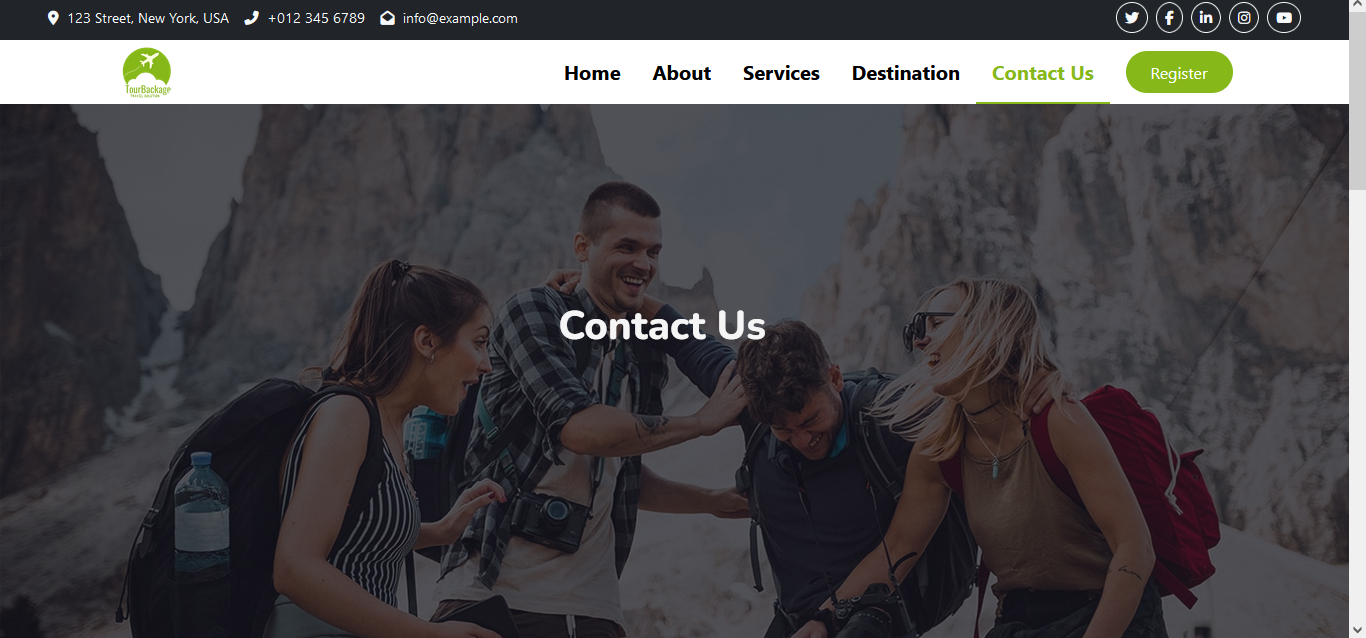 123 Street, New York, USA +012 345 6789 info@example.com
TourBackage
Home About Services Destination Contact Us Register
Contact Us